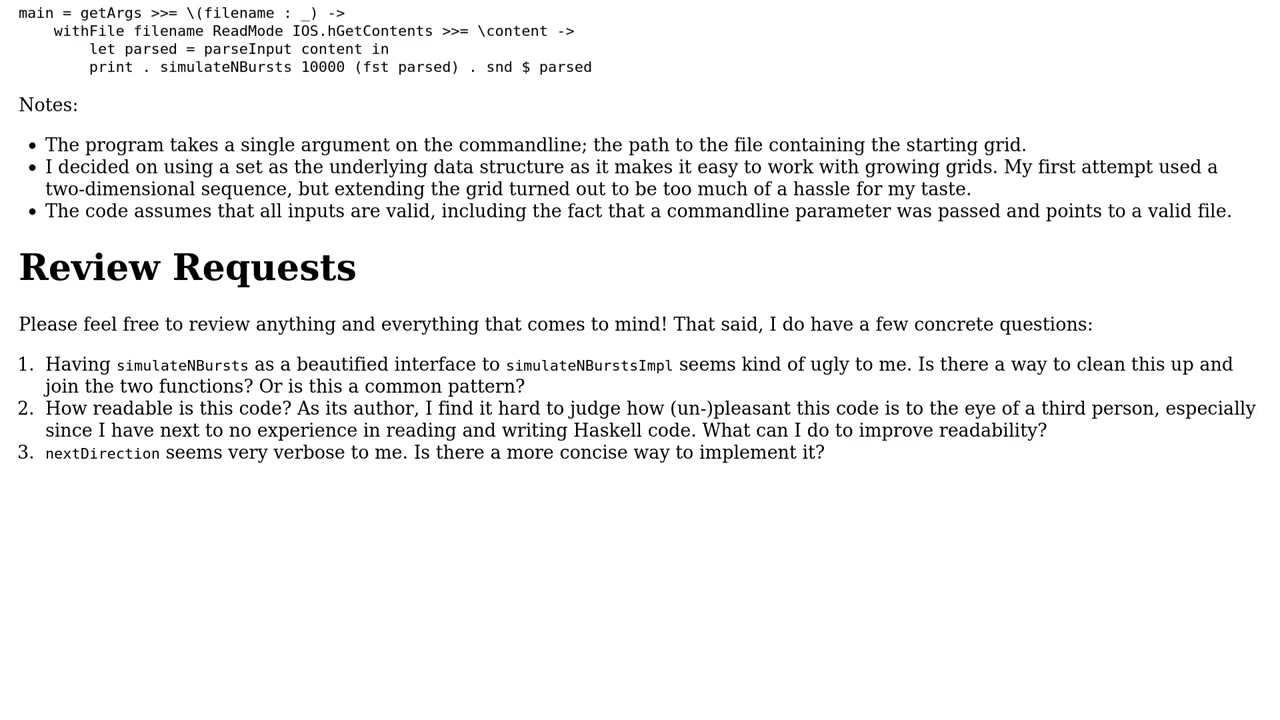 main = getArgs >>= \(filename : _) ->
    withFile filename ReadMode IOS.hGetContents >>= \content ->
        let parsed = parseInput content in
        print . simulateNBursts 10000 (fst parsed) . snd $ parsed
Notes:
• The program takes a single argument on the commandline; the path to the file containing the starting grid.
• I decided on using a set as the underlying data structure as it makes it easy to work with growing grids. My first attempt used a
two-dimensional sequence, but extending the grid turned out to be too much of a hassle for my taste.
• The code assumes that all inputs are valid, including the fact that a commandline parameter was passed and points to a valid file.
Review Requests
Please feel free to review anything and everything that comes to mind! That said, I do have a few concrete questions:
1. Having simulateNBursts as a beautified interface to simulateNBurstsImpl seems kind of ugly to me. Is there a way to clean this up and
join the two functions? Or is this a common pattern?
2. How readable is this code? As its author, I find it hard to judge how (un-)pleasant this code is to the eye of a third person, especially
since I have next to no experience in reading and writing Haskell code. What can I do to improve readability?
3. nextDirection seems very verbose to me. Is there a more concise way to implement it?